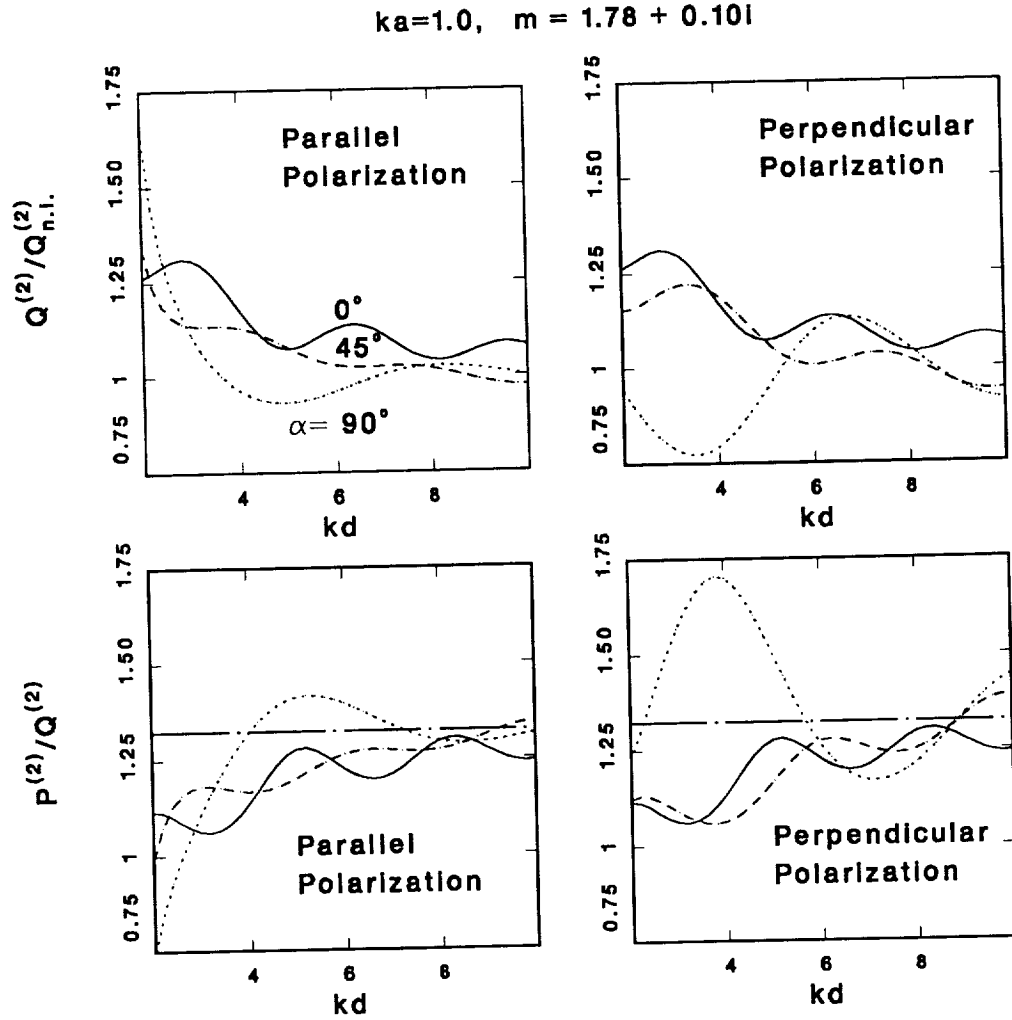 ka=1.0, m = 1.78 + 0.10i
Q(2)/Q(2)n.i.
1.75
1.50
1.25
1
0.75
Parallel
Polarization
0°
45°
α= 90°
4 6 8
kd
1.75
1.50
1.25
1
0.75
Perpendicular
Polarization
4 6 8
kd
P(2)/Q(2)
1.75
1.50
1.25
1
0.75
Parallel
Polarization
4 6 8
kd
1.75
1.50
1.25
1
0.75
Perpendicular
Polarization
4 6 8
kd